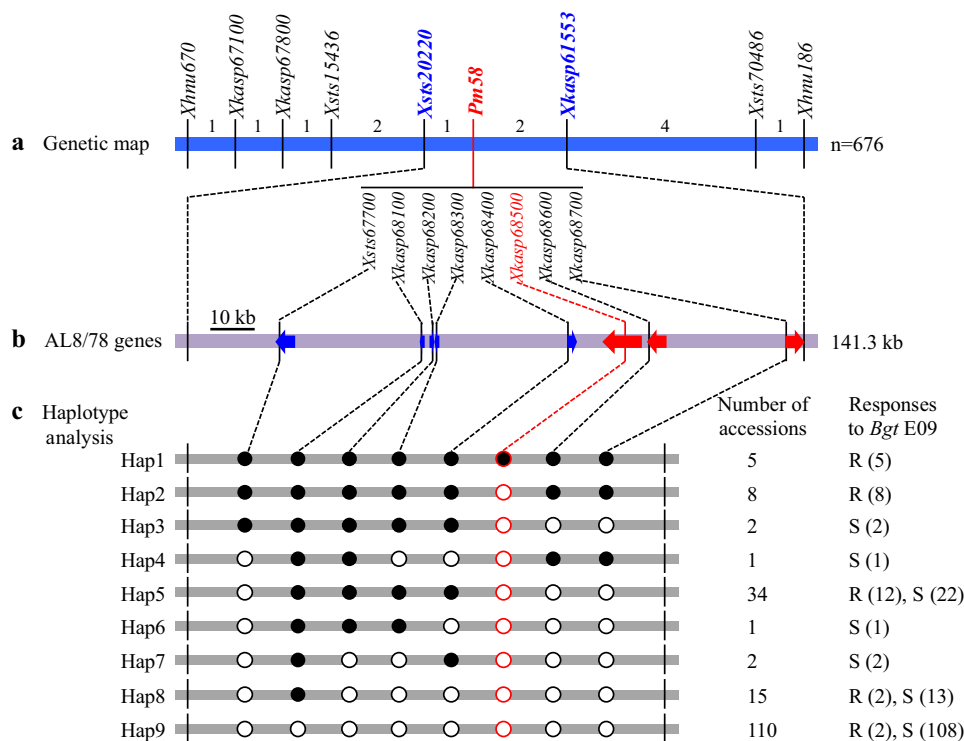 Xhnu670
Xkasp67100
Xkasp67800
Xsts15436
Xsts20220
Pm58
Xkasp61553
Xsts70486
Xhnu186
1 1 1 2 1 2 4 1
a Genetic map n=676
Xsts67700
Xkasp68100
Xkasp68200
Xkasp68300
Xkasp68400
Xkasp68500
Xkasp68600
Xkasp68700
10 kb
b AL8/78 genes 141.3 kb
c Haplotype analysis
Number of accessions
Responses to Bgt E09
Hap1 5 R (5)
Hap2 8 R (8)
Hap3 2 S (2)
Hap4 1 S (1)
Hap5 34 R (12), S (22)
Hap6 1 S (1)
Hap7 2 S (2)
Hap8 15 R (2), S (13)
Hap9 110 R (2), S (108)